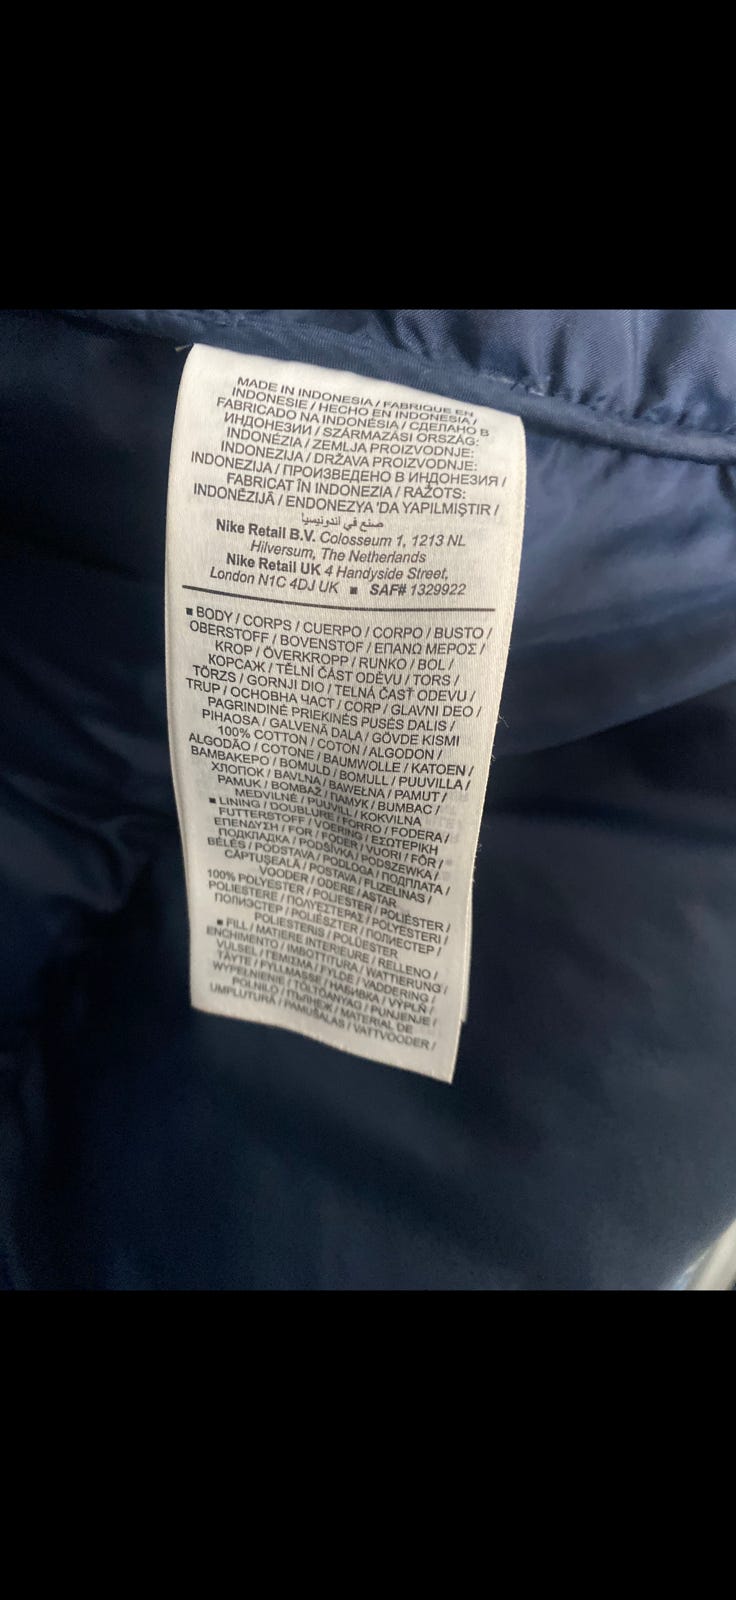 MADE IN INDONESIA / FABRIQUE EN
INDONESIE / HECHO EN INDONESIA /
FABRICADO NA INDONÉSIA / СДЕЛАНО В
ИНДОНЕЗИИ / SZÁRMAZÁSI ORSZÁG:
INDONÉZIA / ZEMLJA PROIZVODNJE:
INDONEZIJA / DRŽAVA PROIZVODNJE:
INDONEZIJA / ПРОИЗВЕДЕНО В ИНДОНЕЗИЯ /
FABRICAT ÎN INDONEZIA / RAŽOTS:
INDONĒZIJĀ / ENDONEZYA'DA YAPILMIŞTIR /
صنع في اندونيسيا
Nike Retail B.V. Colosseum 1, 1213 NL
Hilversum, The Netherlands
Nike Retail UK 4 Handyside Street,
London N1C 4DJ UK ▪ SAF# 1329922
▪ BODY / CORPS / CUERPO / CORPO / BUSTO /
OBERSTOFF / BOVENSTOF / ΕΠΑΝΩ ΜΕΡΟΣ /
KROP / ÖVERKROPP / RUNKO / BOL /
КОРСАЖ / TĚLNÍ ČÁST ODĚVU / TORS /
TÖRZS / GORNJI DIO / TELNÁ ČASŤ ODEVU /
TRUP / ОСНОВНА ЧАСТ / CORP / GLAVNI DEO /
PAGRINDINĖ PRIEKINĖS PUSĖS DALIS /
PIHAOSA / GALVENĀ DAĻA / GÖVDE KISMI
100% COTTON / COTON / ALGODON /
ALGODÃO / COTONE / BAUMWOLLE / KATOEN /
ΒΑΜΒΑΚΕΡΟ / BOMULD / BOMULL / PUUVILLA /
ХЛОПОК / BAVLNA / BAWEŁNA / PAMUT /
PAMUK / BOMBAŽ / ПАМУК / BUMBAC /
MEDVILNĖ / PUUVILL / KOKVILNA
▪ LINING / DOUBLURE / FORRO / FODERA /
FUTTERSTOFF / VOERING / ΕΣΩΤΕΡΙΚΗ
ΕΠΕΝΔΥΣΗ / FOR / FODER / VUORI / FÔR /
ПОДКЛАДКА / PODŠÍVKA / PODSZEWKA /
BÉLÉS / PODSTAVA / PODLOGA / ПОДПЛАТА /
CĂPTUŞEALĂ / POSTAVA / FLIZELINAS /
VOODER / ODERE / ASTAR
100% POLYESTER / POLIESTER / POLIÉSTER /
POLIESTERE / ΠΟΛΥΕΣΤΕΡΑΣ / POLYESTERI /
ПОЛИЭСТЕР / POLIÉSZTER / ПОЛИЕСТЕР /
POLIESTERIS / POLÜESTER
▪ FILL / MATIERE INTERIEURE / RELLENO /
ENCHIMENTO / IMBOTTITURA / WATTIERUNG /
VULSEL / ΓΕΜΙΣΜΑ / FYLDE / VADDERING /
TÄYTE / FYLLMASSE / НАБИВКА / VÝPLŇ /
WYPEŁNIENIE / TÖLTŐANYAG / PUNJENJE /
POLNILO / ПЪЛНЕЖ / MATERIAL DE
UMPLUTURĂ / PAMUŠALAS / VATTVOODER /